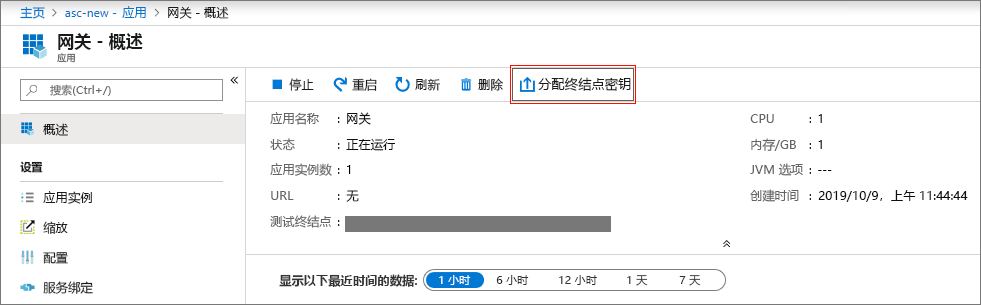 主页 > asc-new - 应用 > 网关 - 概述
网关 - 概述
应用
搜索(Ctrl+/)
«
概述
设置
应用实例
缩放
配置
服务绑定
停止 重启 刷新 删除 分配终结点密钥
应用名称 : 网关
状态 : 正在运行
应用实例数 : 1
URL : 无
测试终结点 :
CPU : 1
内存/GB : 1
JVM 选项 : ---
创建时间 : 2019/10/9，上午 11:44:44
显示以下最近时间的数据: 1 小时 6 小时 12 小时 1 天 7 天